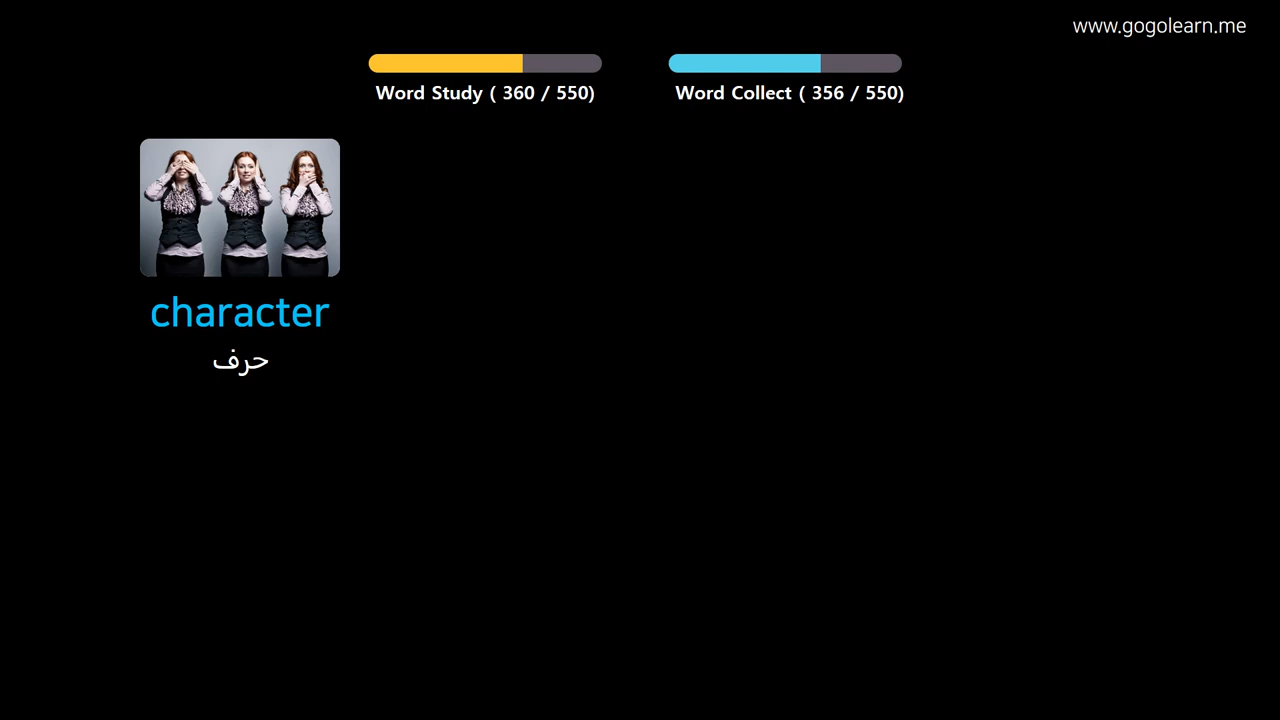 www.gogolearn.me
Word Study ( 360 / 550)
Word Collect ( 356 / 550)
character
حرف